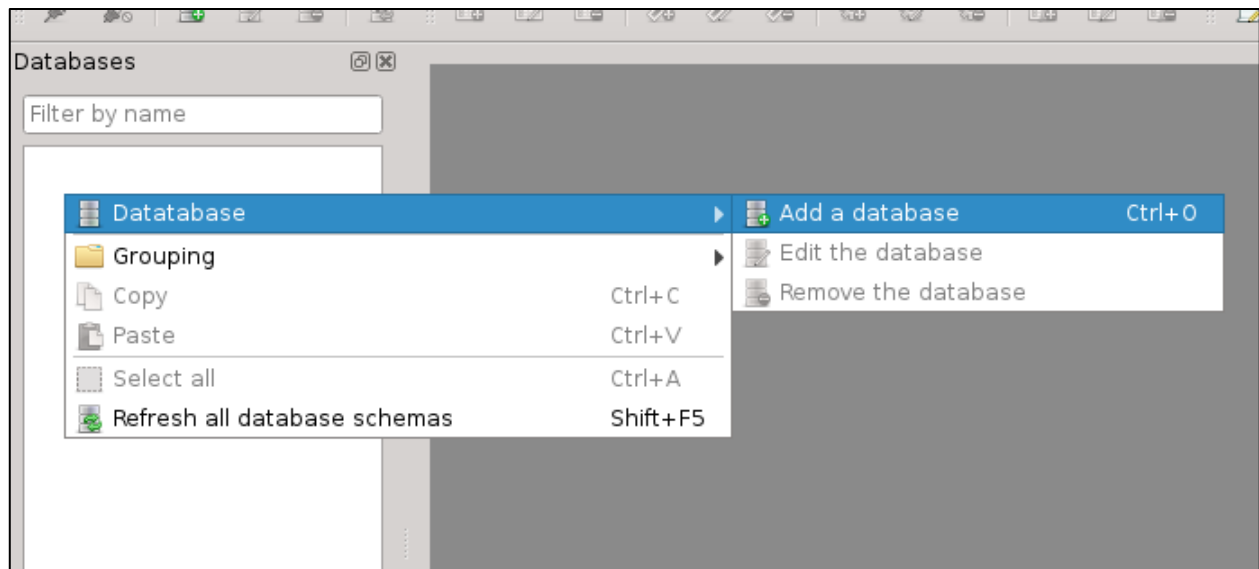 Databases
Filter by name
Datatabase
Add a database Ctrl+O
Grouping
Edit the database
Copy Ctrl+C
Remove the database
Paste Ctrl+V
Select all Ctrl+A
Refresh all database schemas Shift+F5